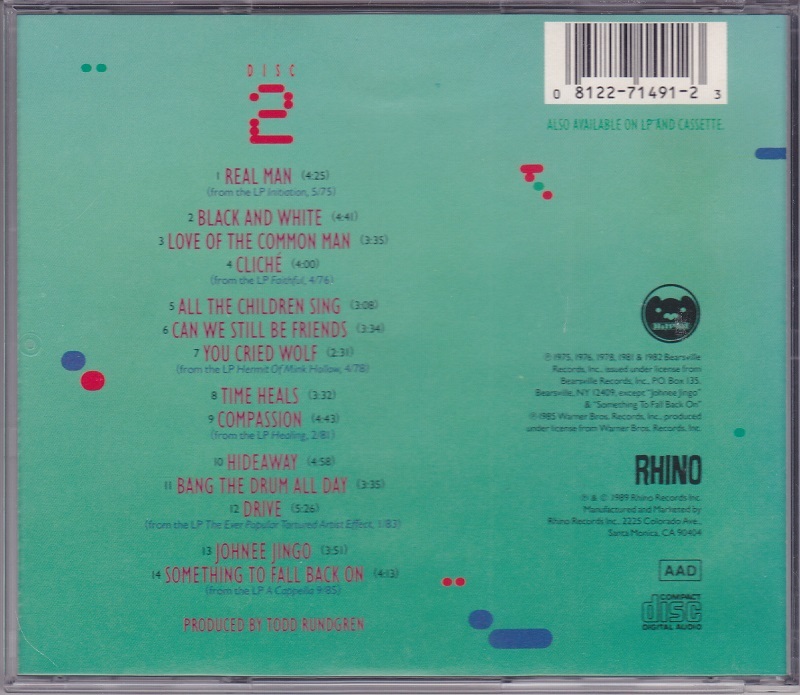 DISC
2
1 REAL MAN (4:25)
(from the LP Initiation, 5/75)
2 BLACK AND WHITE (4:41)
3 LOVE OF THE COMMON MAN (3:35)
4 CLICHÉ (4:00)
(from the LP Faithful, 4/76)
5 ALL THE CHILDREN SING (3:08)
6 CAN WE STILL BE FRIENDS (3:34)
7 YOU CRIED WOLF (2:31)
(from the LP Hermit Of Mink Hollow, 4/78)
8 TIME HEALS (3:32)
9 COMPASSION (4:43)
(from the LP Healing, 2/81)
10 HIDEAWAY (4:58)
11 BANG THE DRUM ALL DAY (3:35)
12 DRIVE (5:26)
(from the LP The Ever Popular Tortured Artist Effect, 1/83)
13 JOHNEE JINGO (3:51)
14 SOMETHING TO FALL BACK ON (4:13)
(from the LP A Cappella 9/85)
PRODUCED BY TODD RUNDGREN
0 81227-1491-2 3
ALSO AVAILABLE ON LP AND CASSETTE.
℗ 1975, 1976, 1978, 1981 & 1982 Bearsville
Records, Inc., issued under license from
Bearsville Records, Inc., P.O. Box 135,
Bearsville, NY 12409, except "Johnee Jingo"
& "Something To Fall Back On"
℗ 1985 Warner Bros. Records, Inc., produced
under license from Warner Bros. Records, Inc.
RHINO
℗ & © 1989 Rhino Records Inc.
Manufactured and Marketed by
Rhino Records Inc. 2225 Colorado Ave.,
Santa Monica, CA 90404
AAD
COMPACT
disc
DIGITAL AUDIO